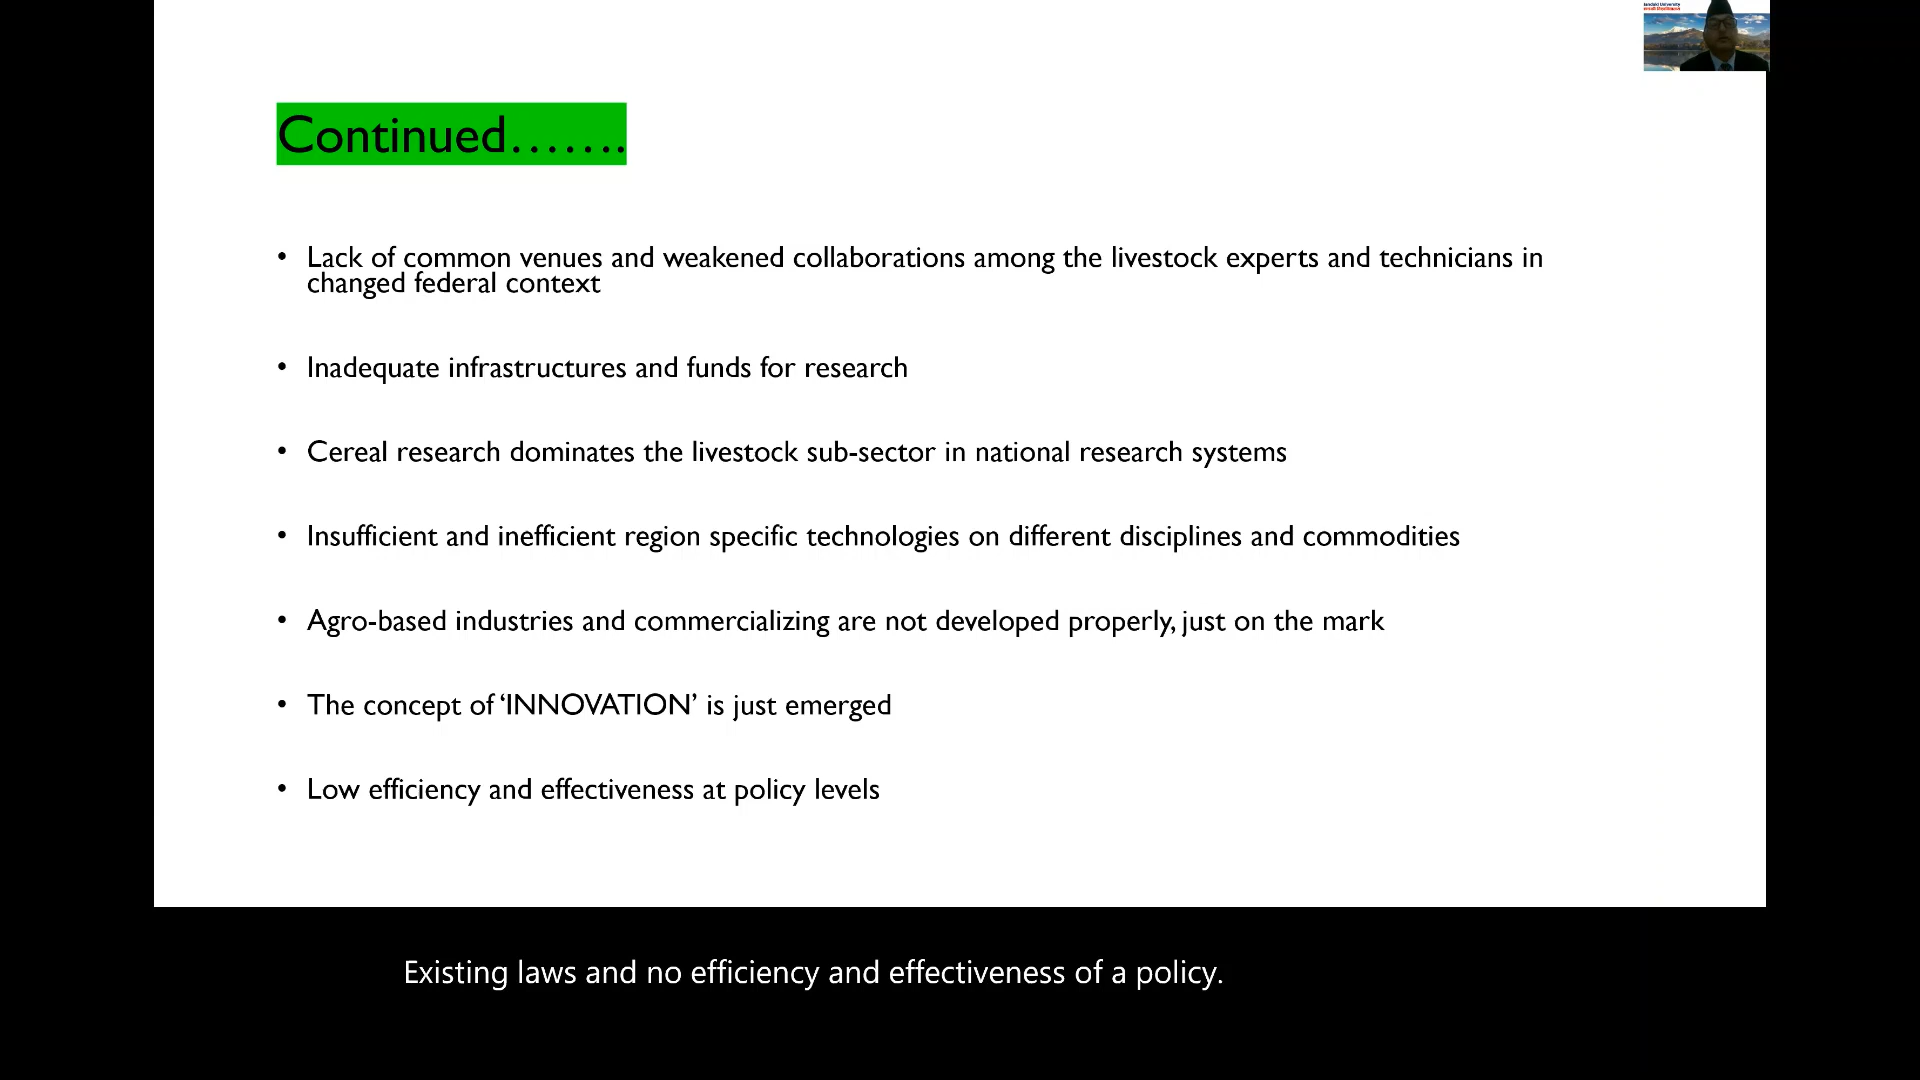 Gandaki University
Continued…….
• Lack of common venues and weakened collaborations among the livestock experts and technicians in
changed federal context
• Inadequate infrastructures and funds for research
• Cereal research dominates the livestock sub-sector in national research systems
• Insufficient and inefficient region specific technologies on different disciplines and commodities
• Agro-based industries and commercializing are not developed properly, just on the mark
• The concept of ‘INNOVATION’ is just emerged
• Low efficiency and effectiveness at policy levels
Existing laws and no efficiency and effectiveness of a policy.